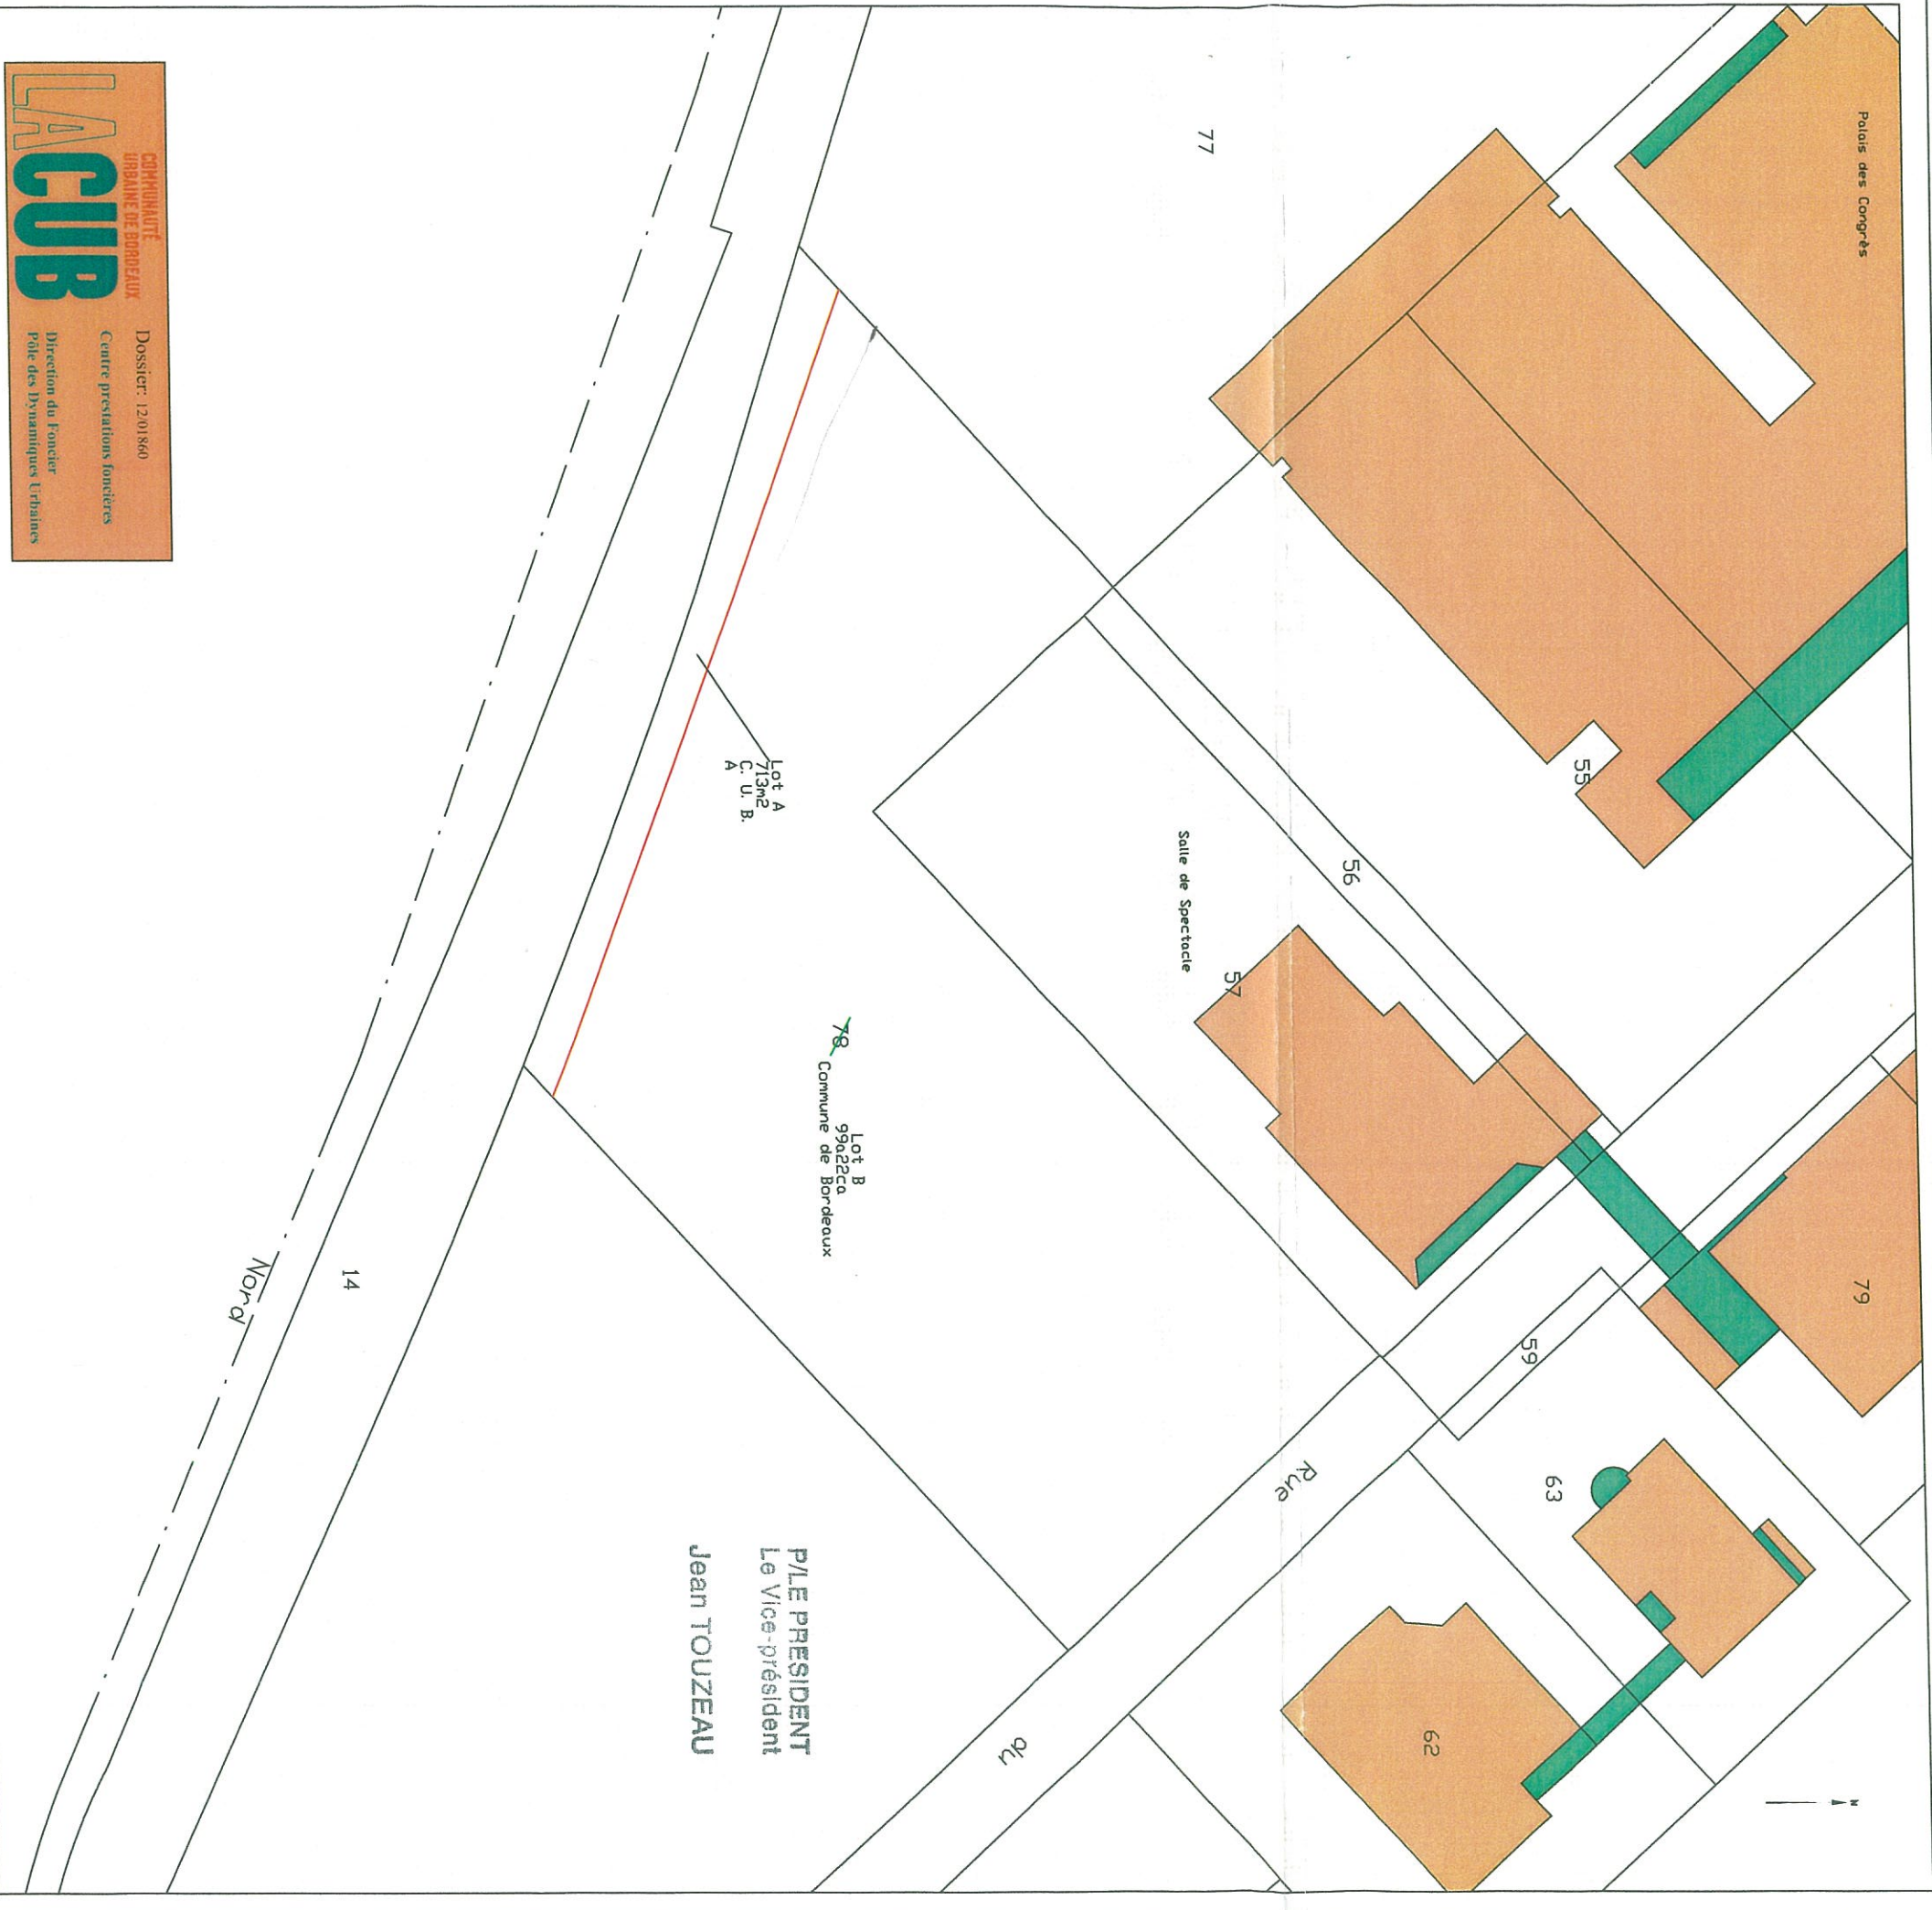 Palais des Congrès
N
79
62
55
63
59
56
Rue
57
Salle de Spectacle
77
du
Lot B
99a22ca
78 Commune de Bordeaux
P/LE PRESIDENT
Le Vice-président
Jean TOUZEAU
Lot A
713m2
C. U. B.
A
14
Nord
COMMUNAUTÉ
URBAINE DE BORDEAUX
LACUB
Dossier: 12/01860
Centre prestations foncières
Direction du Foncier
Pôle des Dynamiques Urbaines